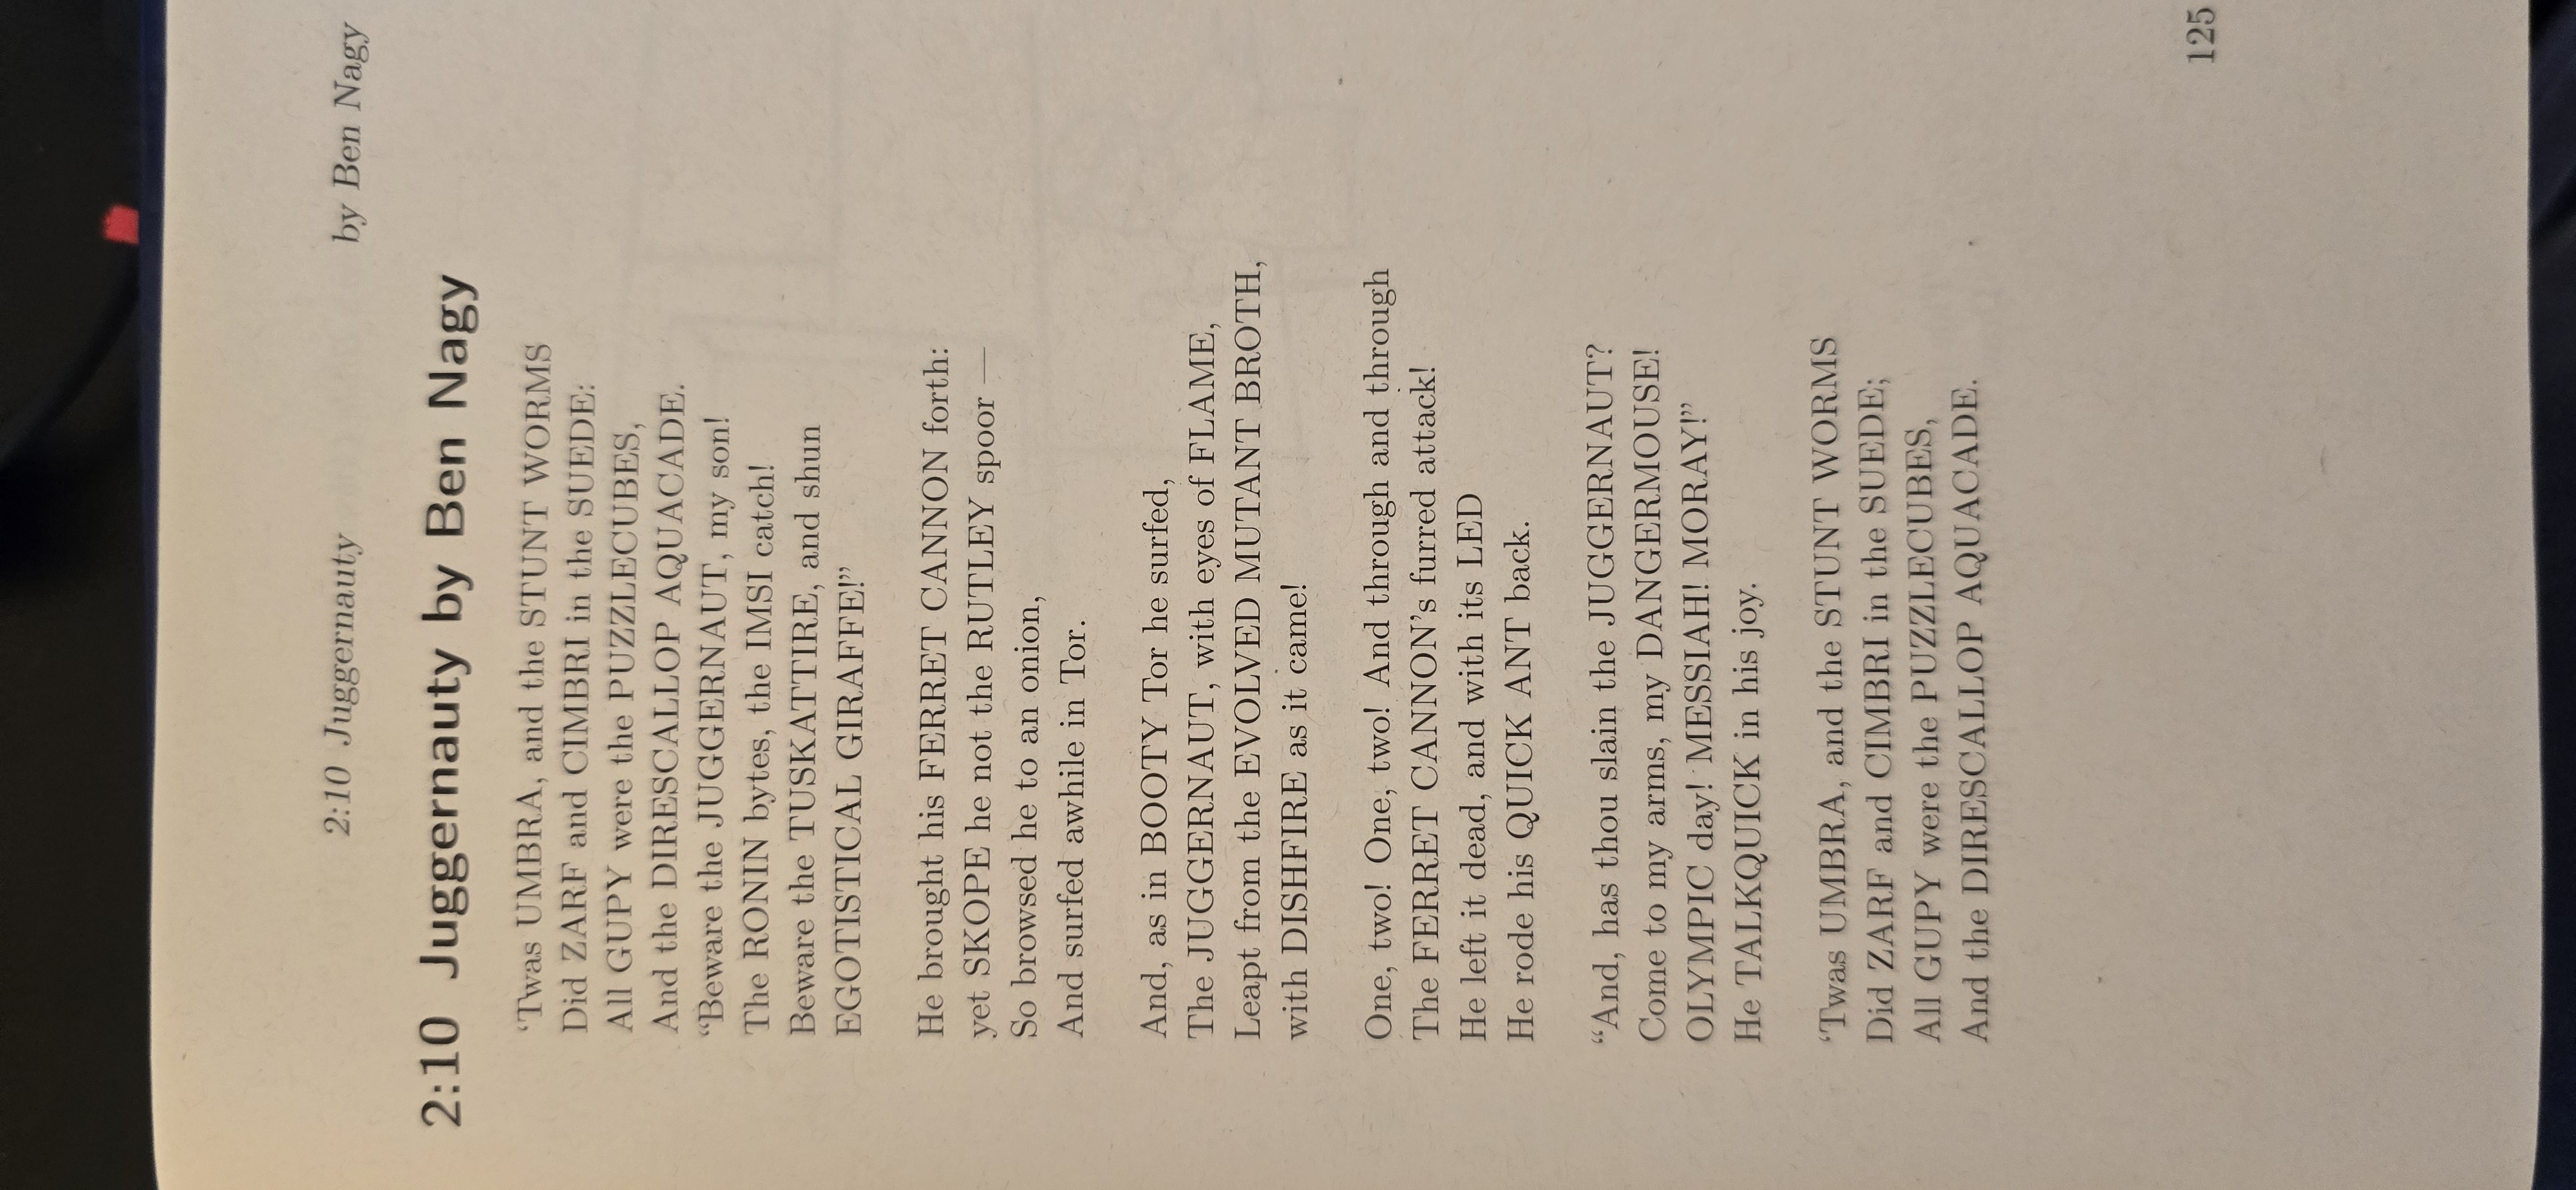 2:10 Juggernauty by Ben Nagy
2:10 Juggernauty by Ben Nagy
‘Twas UMBRA, and the STUNT WORMS
Did ZARF and CIMBRI in the SUEDE:
All GUPY were the PUZZLECUBES,
And the DIRESCALLOP AQUACADE.
“Beware the JUGGERNAUT, my son!
The RONIN bytes, the IMSI catch!
Beware the TUSKATTIRE, and shun
EGOTISTICAL GIRAFFE!”
He brought his FERRET CANNON forth:
yet SKOPE he not the RUTLEY spoor —
So browsed he to an onion,
And surfed awhile in Tor.
And, as in BOOTY Tor he surfed,
The JUGGERNAUT, with eyes of FLAME,
Leapt from the EVOLVED MUTANT BROTH,
with DISHFIRE as it came!
One, two! One, two! And through and through
The FERRET CANNON’s furred attack!
He left it dead, and with its LED
He rode his QUICK ANT back.
“And, has thou slain the JUGGERNAUT?
Come to my arms, my DANGERMOUSE!
OLYMPIC day! MESSIAH! MORAY!”
He TALKQUICK in his joy.
‘Twas UMBRA, and the STUNT WORMS
Did ZARF and CIMBRI in the SUEDE;
All GUPY were the PUZZLECUBES,
And the DIRESCALLOP AQUACADE.
125